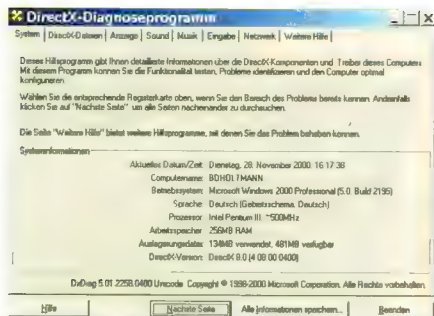 DirectX-Diagnoseprogramm
System DirectX-Dateien Anzeige Sound Musik Eingabe Netzwerk Weitere Hilfe
Dieses Hilfsprogramm gibt Ihnen detaillierte Informationen über die DirectX-Komponenten und Treiber dieses Computers
Mit diesem Programm können Sie die Funktionalität testen, Probleme identifizieren und den Computer optimal
konfigurieren.
Wählen Sie die entsprechende Registerkarte oben, wenn Sie den Bereich des Problems bereits kennen. Andernfalls
klicken Sie auf "Nächste Seite" um alle Seiten nacheinander zu durchsuchen.
Die Seite "Weitere Hilfe" bietet weitere Hilfsprogramme, mit denen Sie das Problem beheben können.
Systeminformationen
Aktuelles Datum/Zeit: Dienstag, 28. November 2000, 16:17:38
Computername: BDHDL7MANN
Betriebssystem: Microsoft Windows 2000 Professional (5.0, Build 2195)
Sprache: Deutsch (Gebietsschema: Deutsch)
Prozessor: Intel Pentium III, ~500MHz
Arbeitsspeicher: 256MB RAM
Auslagerungsdatei: 134MB verwendet, 481MB verfügbar
DirectX-Version: DirectX 8.0 (4.08.00.0400)
DxDiag 5.01.2258.0400 Unicode Copyright © 1998-2000 Microsoft Corporation. Alle Rechte vorbehalten.
Hilfe Nächste Seite Alle Informationen speichern... Beenden